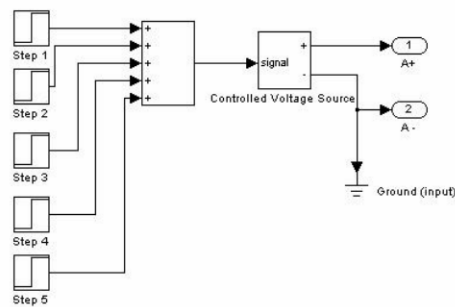 Step 1
Step 2
Step 3
Step 4
Step 5
+
+
+
+
+
signal
+
-
Controlled Voltage Source
1
A+
2
A -
Ground (input)